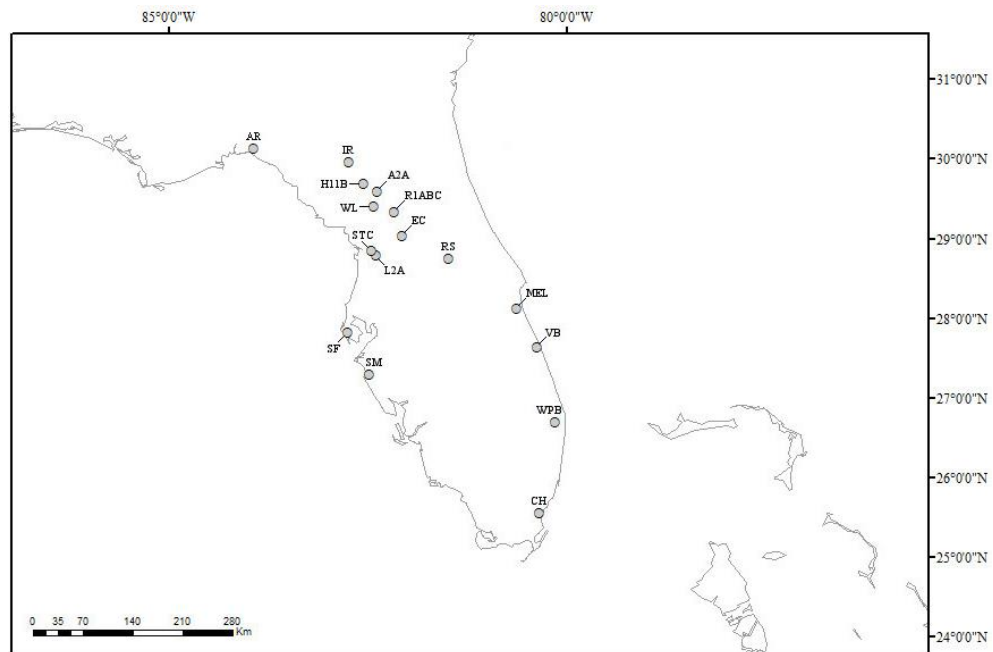 85°0'0"W
80°0'0"W
31°0'0"N
AR
30°0'0"N
IR
H11B
A2A
WL
R1ABC
EC
STC
29°0'0"N
RS
L2A
MEL
28°0'0"N
VB
SF
SM
27°0'0"N
WPB
26°0'0"N
CH
25°0'0"N
0 35 70 140 210 280
Km
24°0'0"N